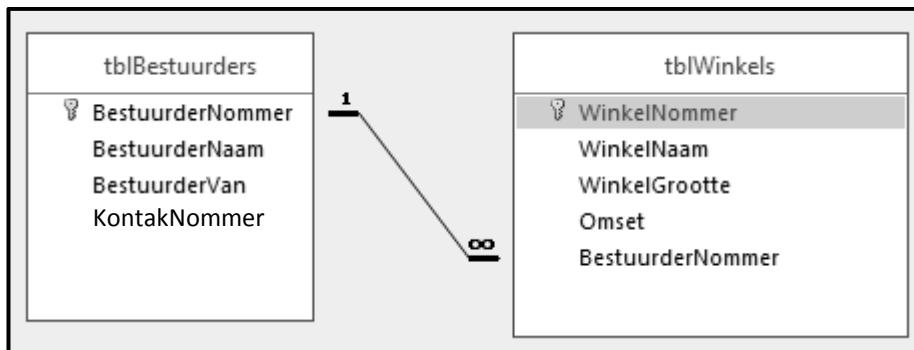 tblBestuurders
BestuurderNommer
BestuurderNaam
BestuurderVan
KontakNommer
1
∞
tblWinkels
WinkelNommer
WinkelNaam
WinkelGrootte
Omset
BestuurderNommer